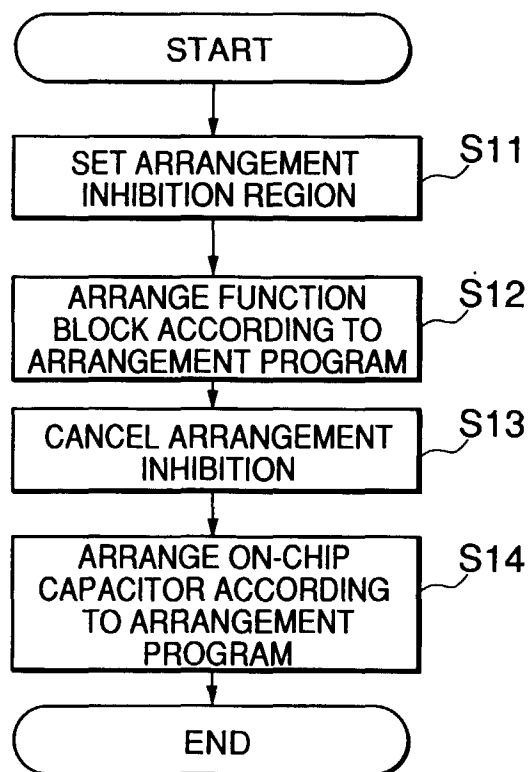 START
SET ARRANGEMENT
INHIBITION REGION
S11
ARRANGE FUNCTION
BLOCK ACCORDING TO
ARRANGEMENT PROGRAM
S12
CANCEL ARRANGEMENT
INHIBITION
S13
ARRANGE ON-CHIP
CAPACITOR ACCORDING
TO ARRANGEMENT
PROGRAM
S14
END